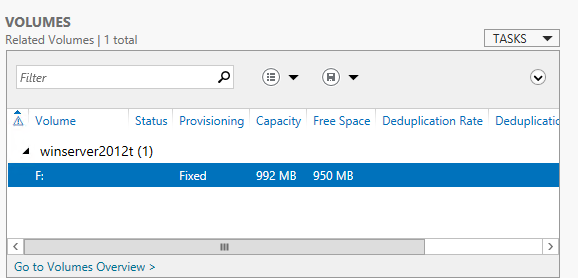 VOLUMES
Related Volumes | 1 total
TASKS
Filter
Volume Status Provisioning Capacity Free Space Deduplication Rate Deduplicatio
winserver2012t (1)
F: Fixed 992 MB 950 MB
Go to Volumes Overview >